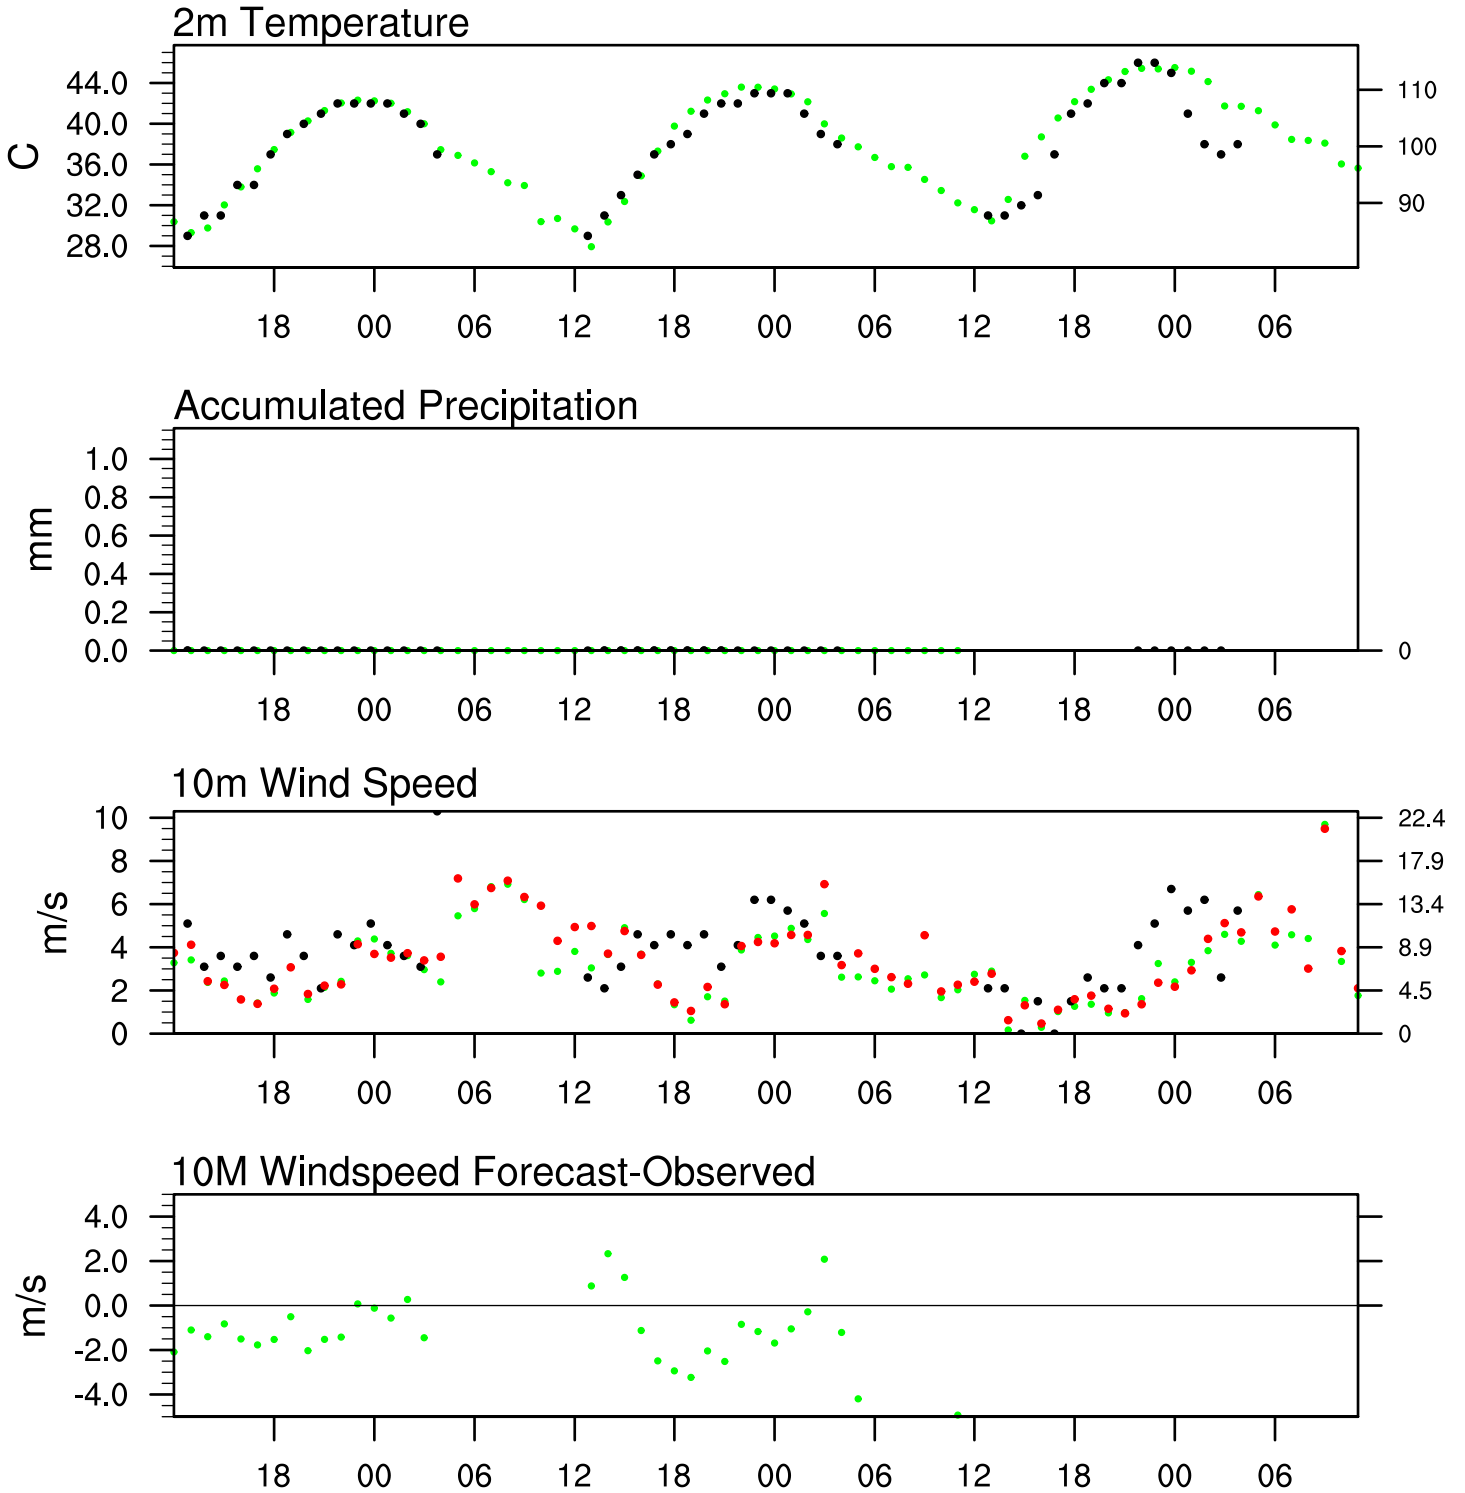 2m Temperature
44.0
40.0
36.0
32.0
28.0
C
110
100
90
18 00 06 12 18 00 06 12 18 00 06
Accumulated Precipitation
1.0
0.8
0.6
0.4
0.2
0.0
mm
0
18 00 06 12 18 00 06 12 18 00 06
10m Wind Speed
10
8
6
4
2
0
m/s
22.4
17.9
13.4
8.9
4.5
0
18 00 06 12 18 00 06 12 18 00 06
10M Windspeed Forecast-Observed
4.0
2.0
0.0
-2.0
-4.0
m/s
18 00 06 12 18 00 06 12 18 00 06